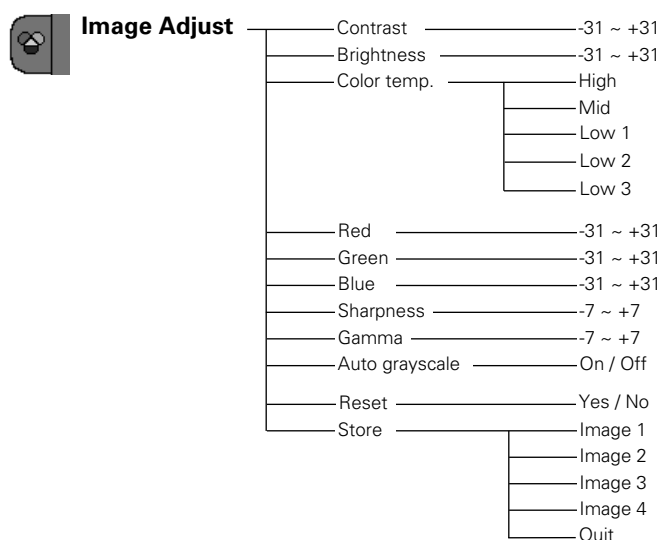 Image Adjust
Contrast -31 ~ +31
Brightness -31 ~ +31
Color temp. High
Mid
Low 1
Low 2
Low 3
Red -31 ~ +31
Green -31 ~ +31
Blue -31 ~ +31
Sharpness -7 ~ +7
Gamma -7 ~ +7
Auto grayscale On / Off
Reset Yes / No
Store Image 1
Image 2
Image 3
Image 4
Quit